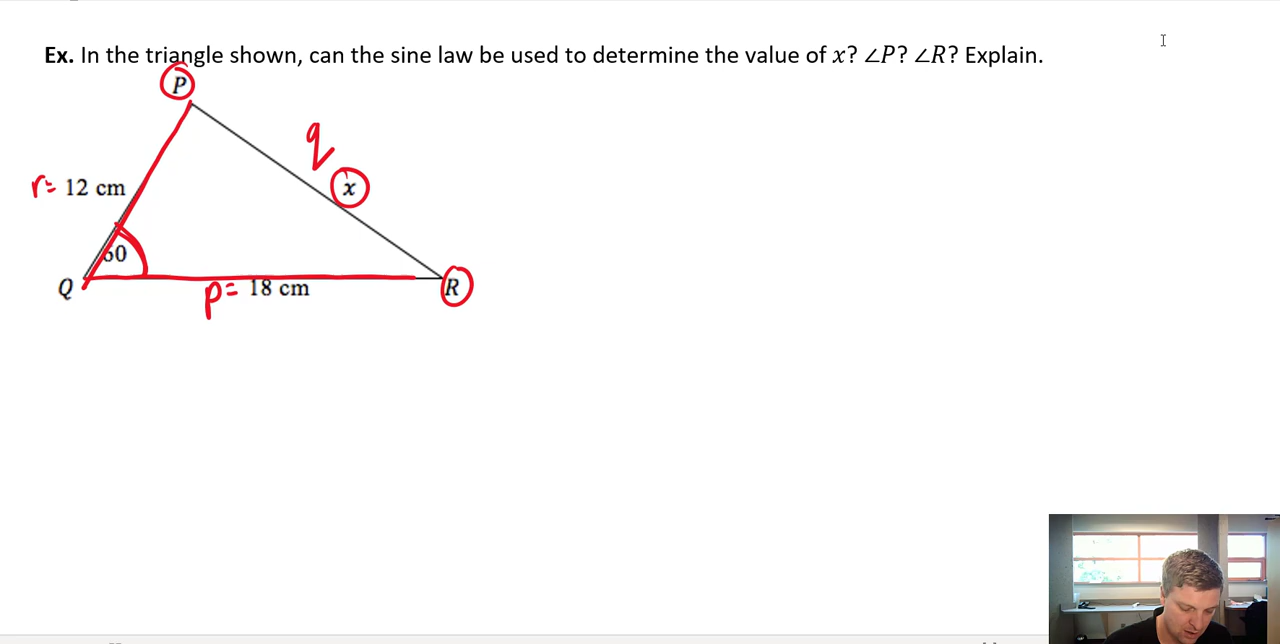 Ex. In the triangle shown, can the sine law be used to determine the value of x? ∠P? ∠R? Explain.
P
q
r= 12 cm
x
60
Q
p= 18 cm
R